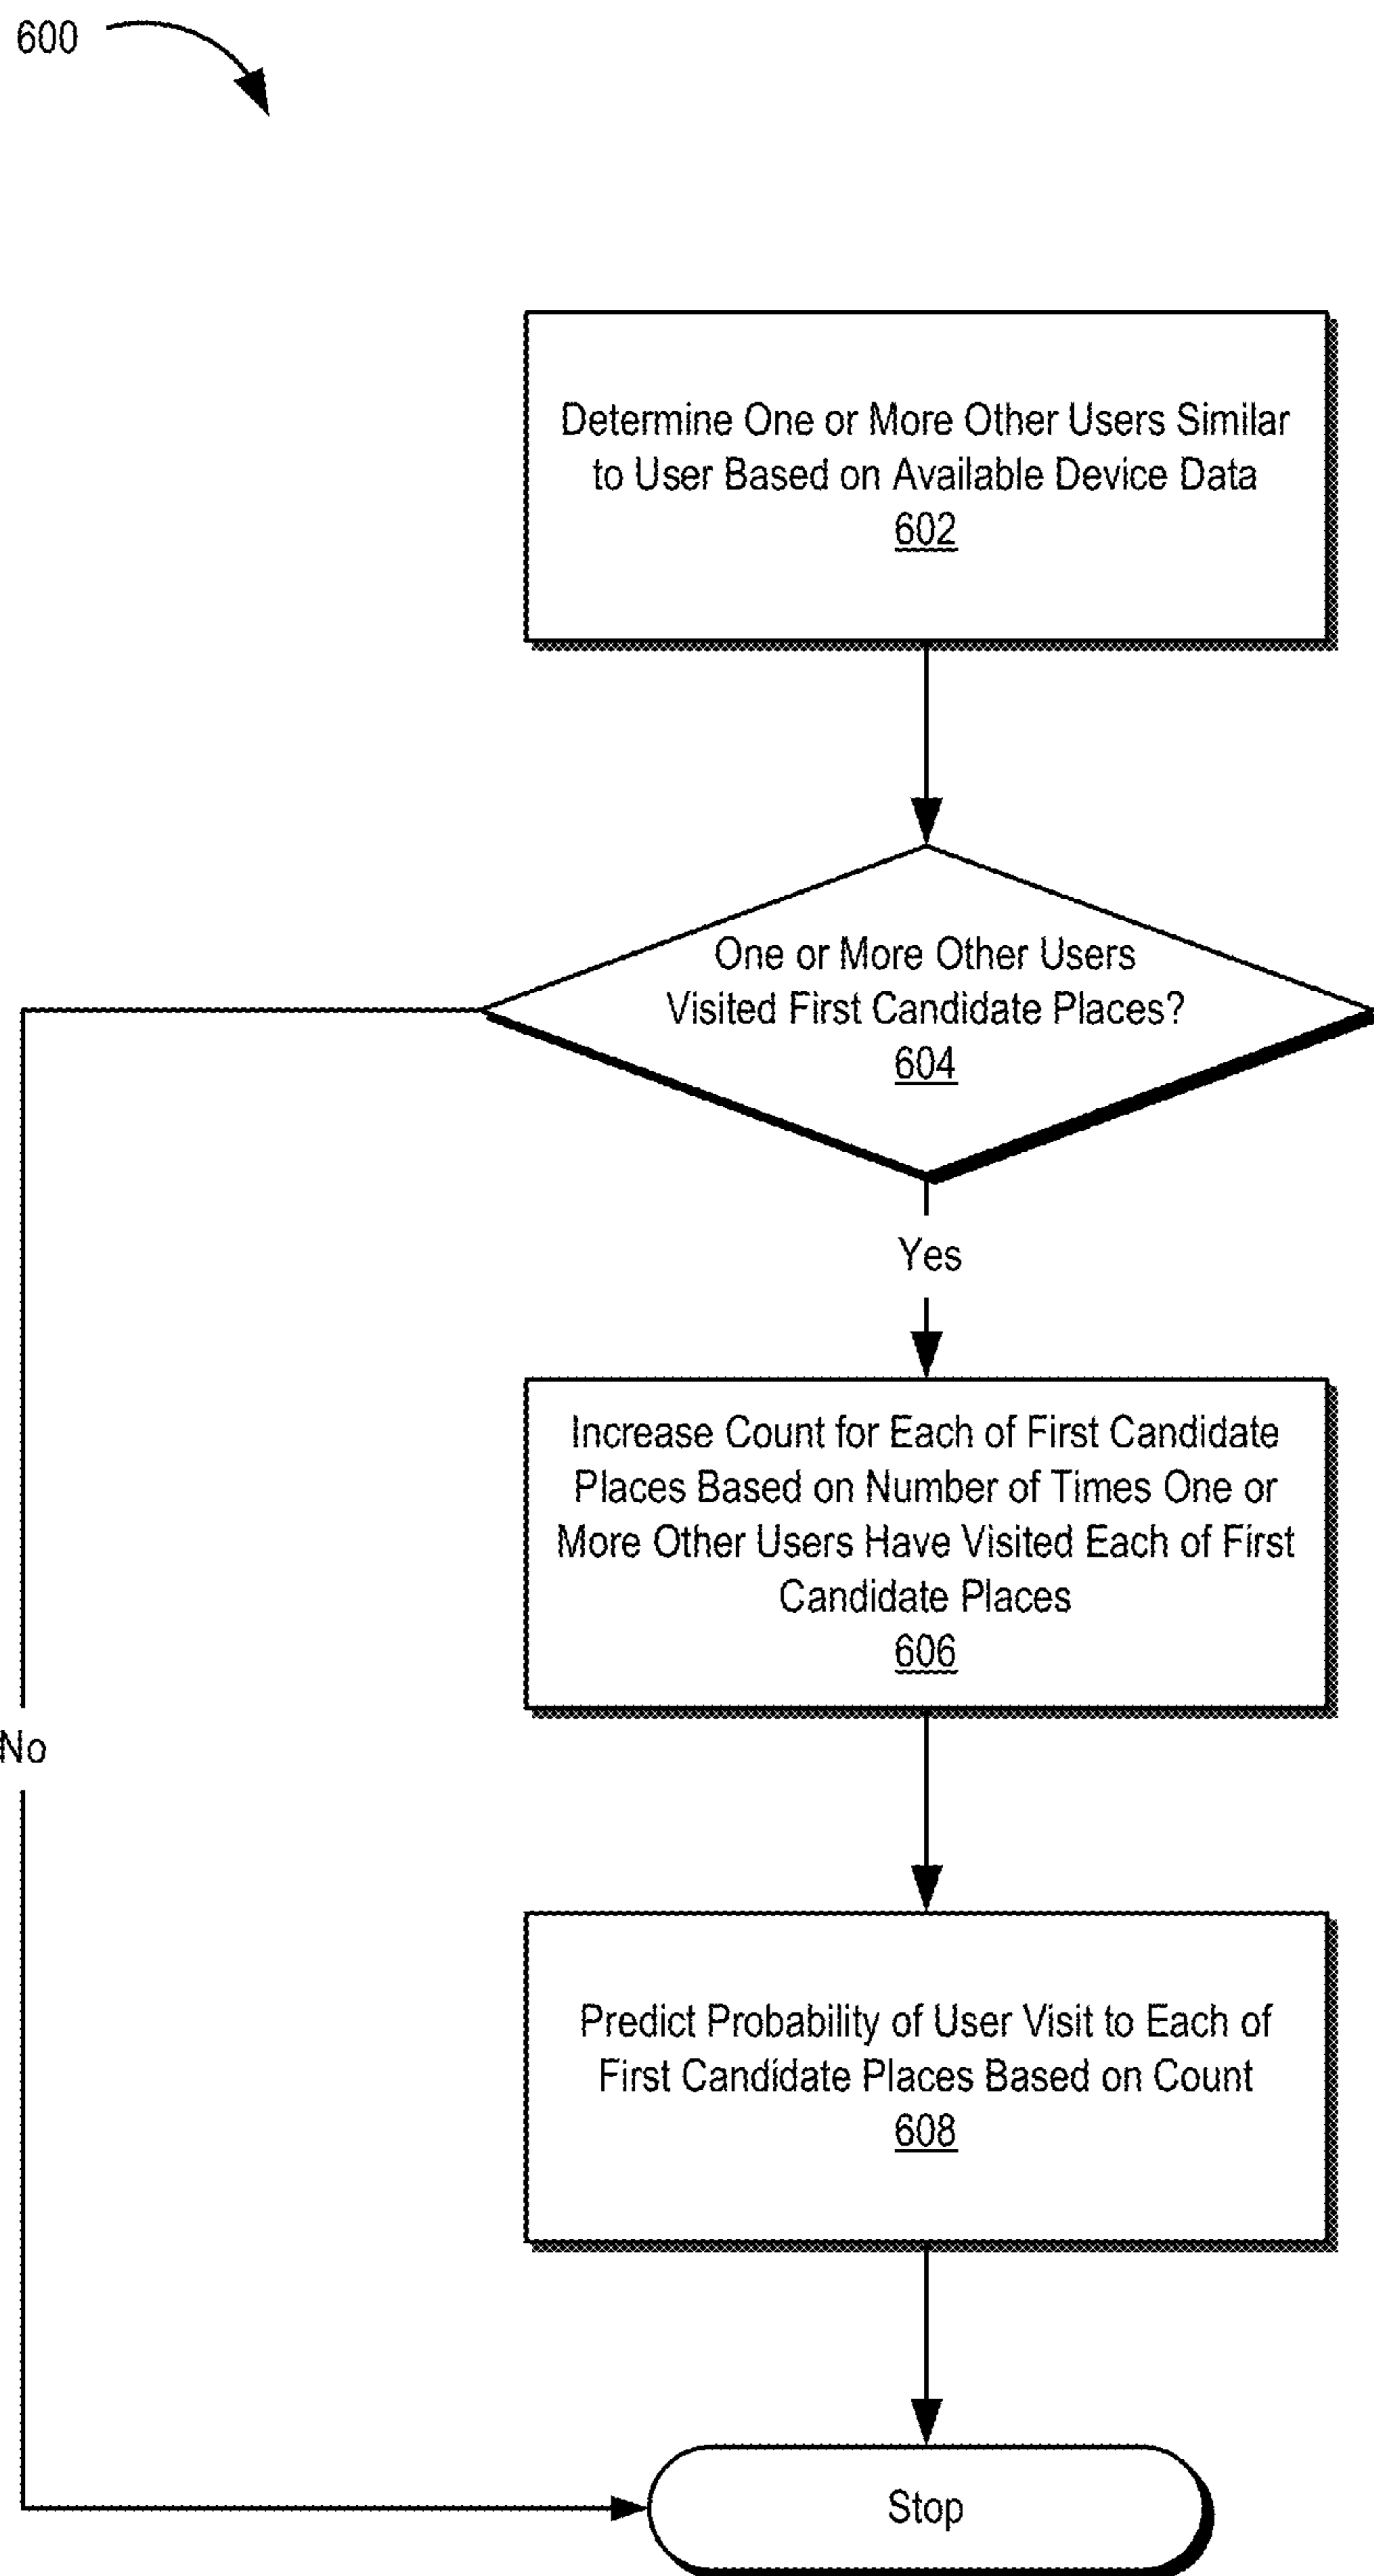 600
Determine One or More Other Users Similar
to User Based on Available Device Data
602
One or More Other Users
Visited First Candidate Places?
604
Yes
Increase Count for Each of First Candidate
Places Based on Number of Times One or
More Other Users Have Visited Each of First
Candidate Places
606
No
Predict Probability of User Visit to Each of
First Candidate Places Based on Count
608
Stop